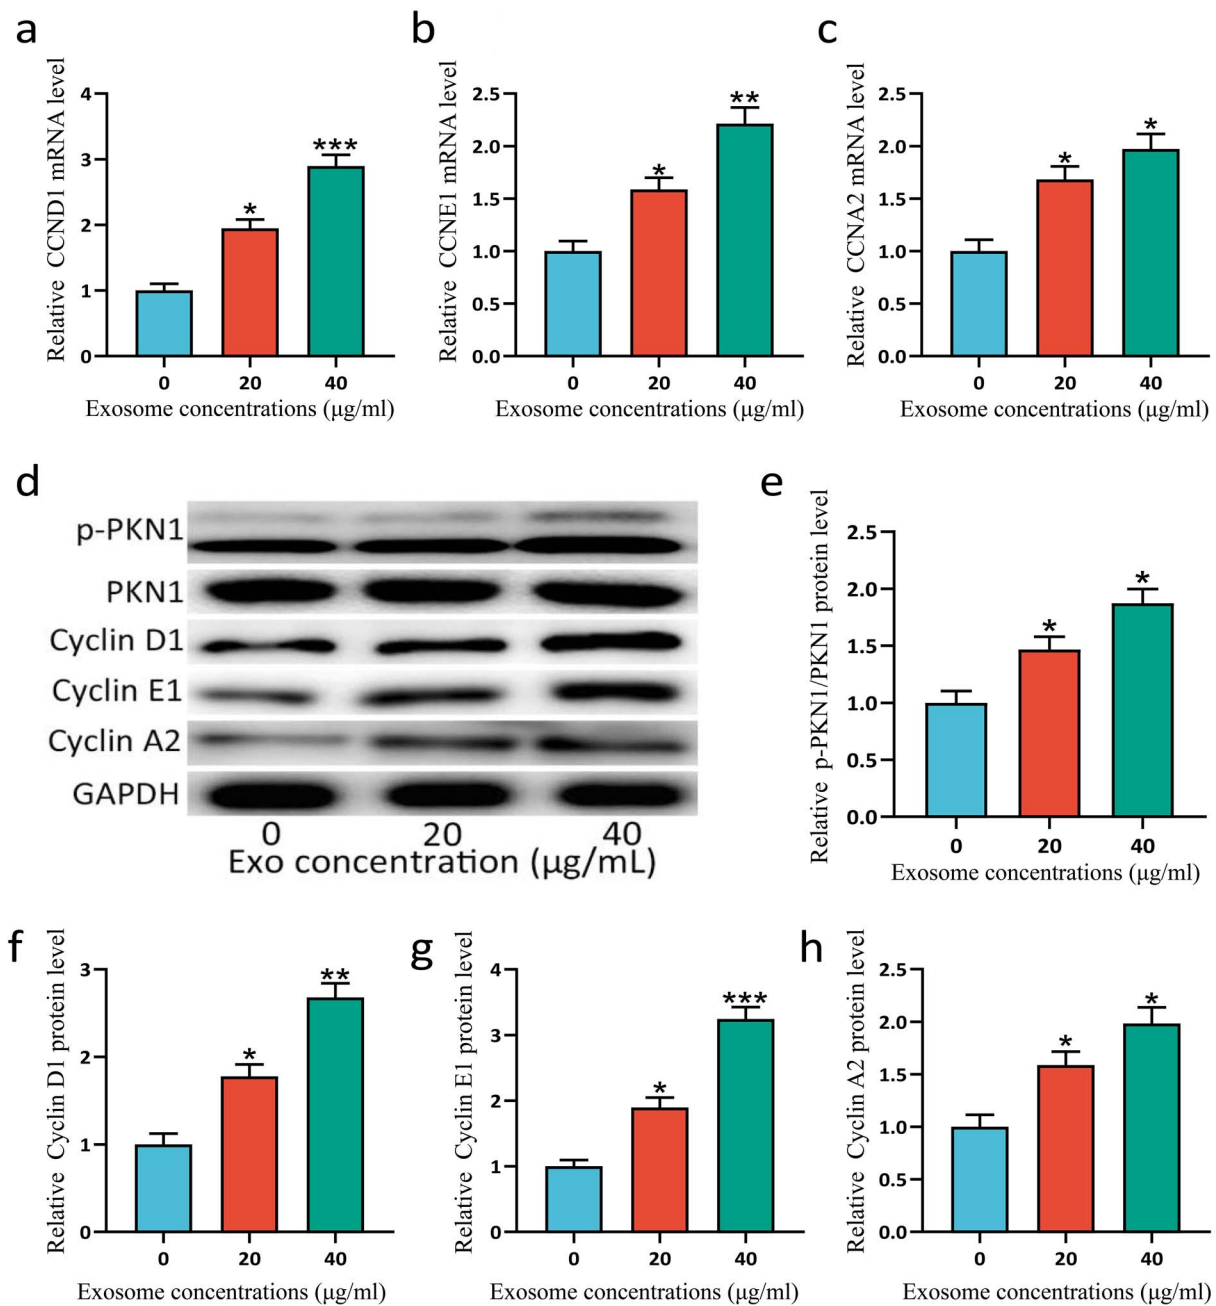 a
Relative CCND1 mRNA level
4
3
2
1
0
*
***
0 20 40
Exosome concentrations (μg/ml)
b
Relative CCNE1 mRNA level
2.5
2.0
1.5
1.0
0.5
0.0
*
**
0 20 40
Exosome concentrations (μg/ml)
c
Relative CCNA2 mRNA level
2.5
2.0
1.5
1.0
0.5
0.0
*
*
0 20 40
Exosome concentrations (μg/ml)
d
p-PKN1
PKN1
Cyclin D1
Cyclin E1
Cyclin A2
GAPDH
0 20 40
Exo concentration (μg/mL)
e
Relative p-PKN1/PKN1 protein level
2.5
2.0
1.5
1.0
0.5
0.0
*
*
0 20 40
Exosome concentrations (μg/ml)
f
Relative Cyclin D1 protein level
3
2
1
0
*
**
0 20 40
Exosome concentrations (μg/ml)
g
Relative Cyclin E1 protein level
4
3
2
1
0
*
***
0 20 40
Exosome concentrations (μg/ml)
h
Relative Cyclin A2 protein level
2.5
2.0
1.5
1.0
0.5
0.0
*
*
0 20 40
Exosome concentrations (μg/ml)